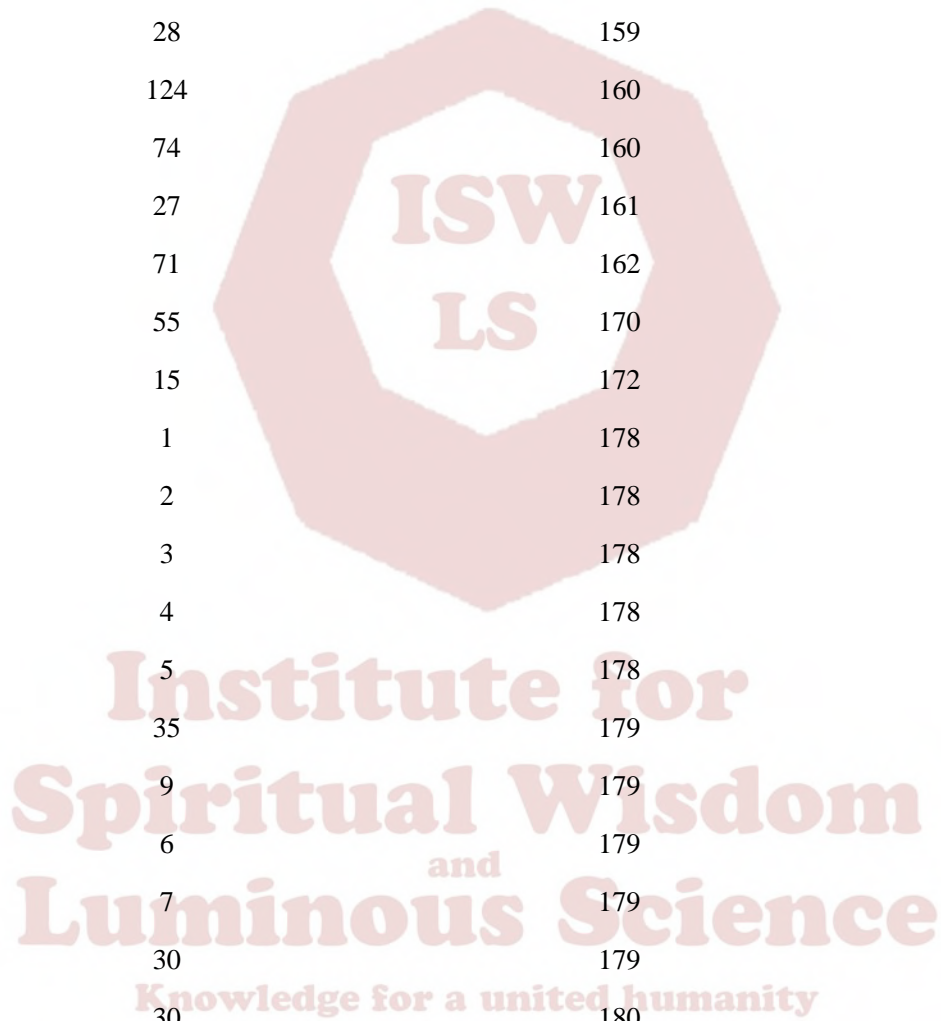 28 159
124 160
74 160
ISW
27 161
71 162
LS
55 170
15 172
1 178
2 178
3 178
4 178
Institute for
5 178
35 179
Spiritual Wisdom
9 179
6 179
and
Luminous Science
7 179
30 179
Knowledge for a united humanity
30 180